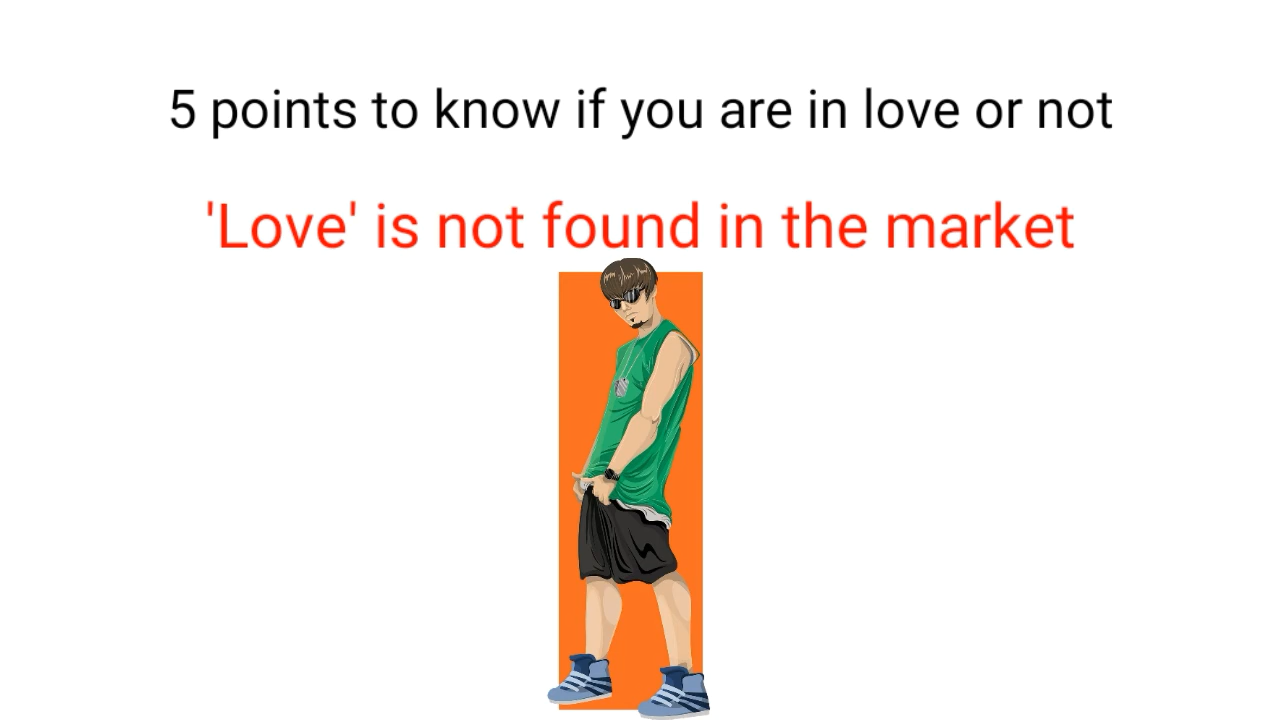 5 points to know if you are in love or not
'Love' is not found in the market